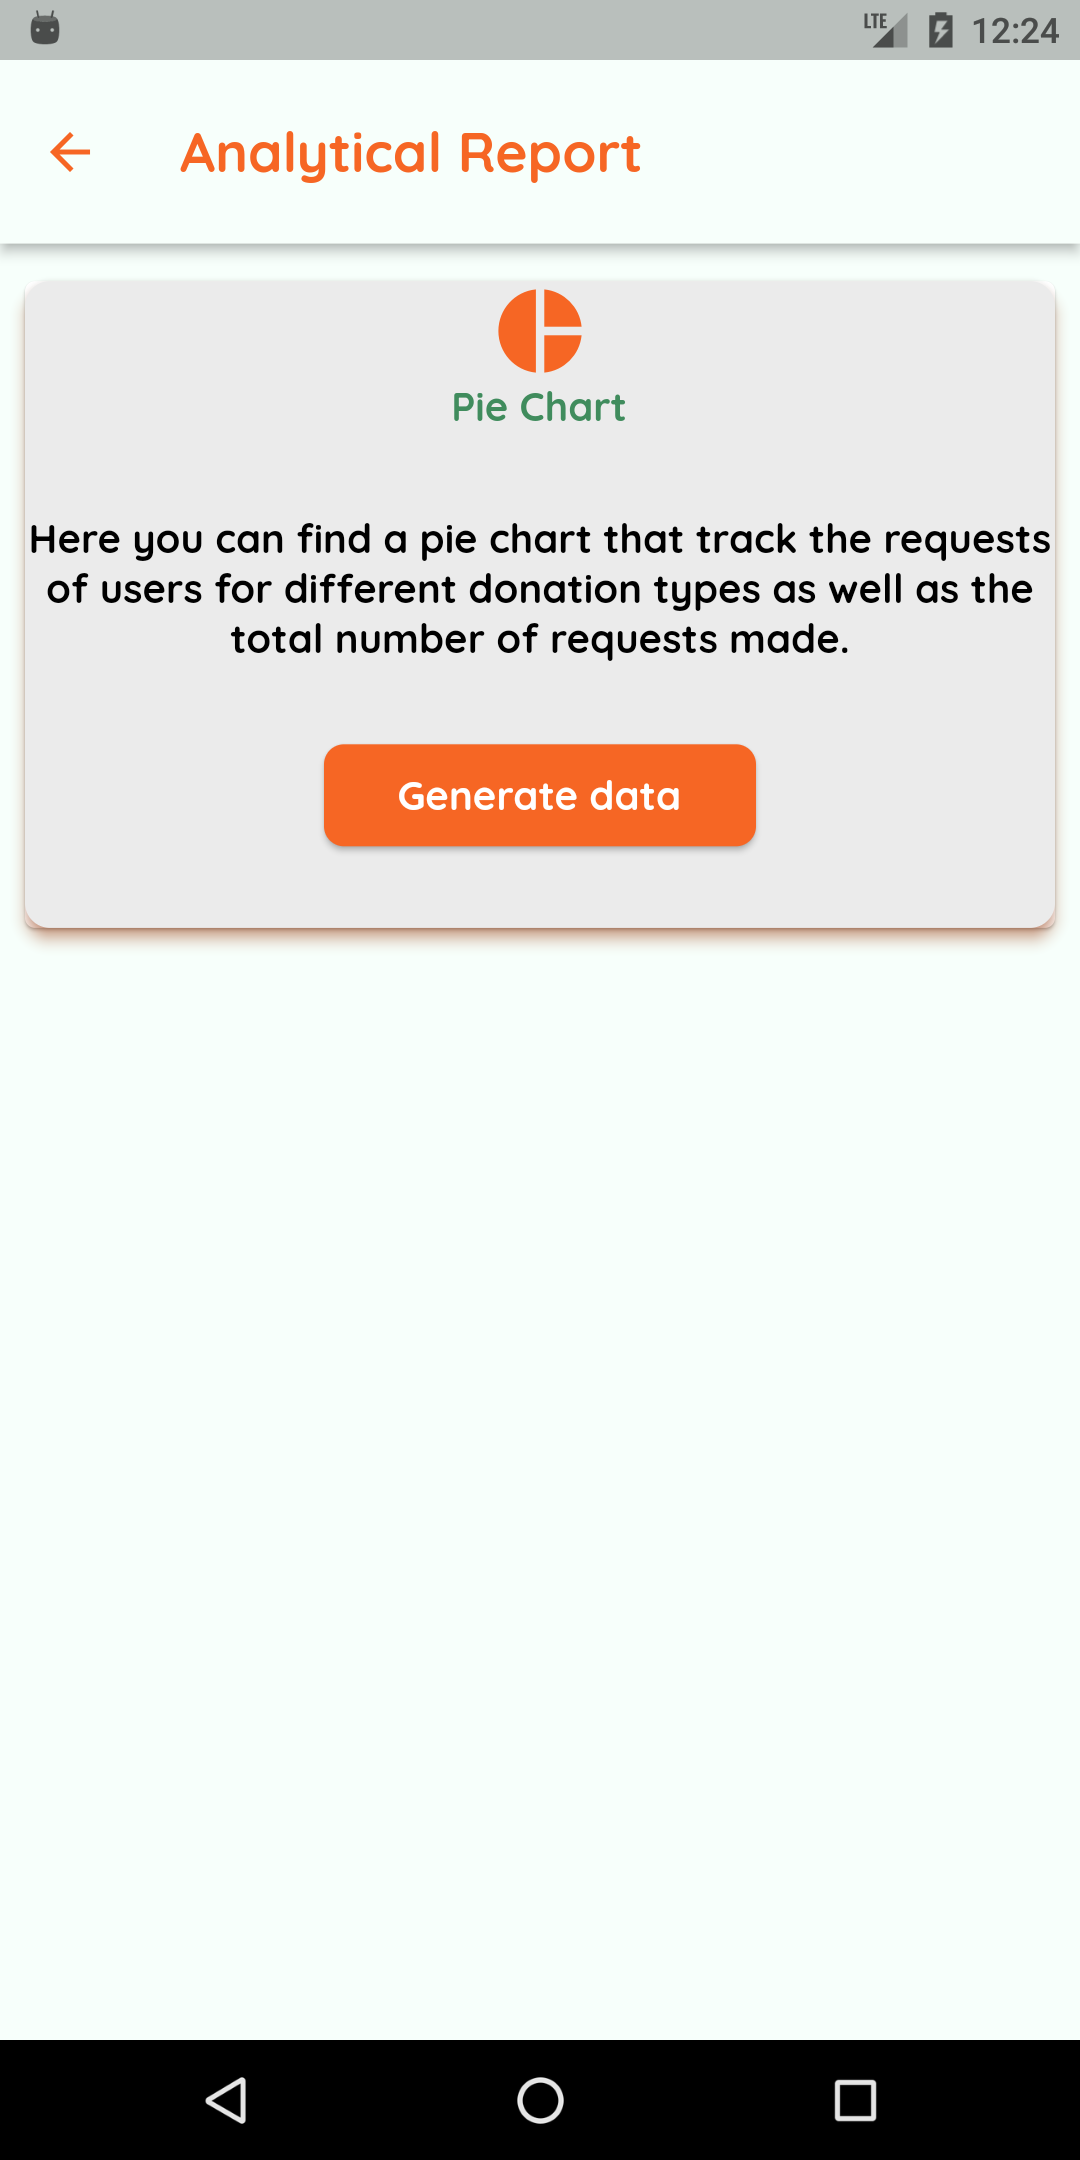 LTE 12:24
Analytical Report
Pie Chart
Here you can find a pie chart that track the requests
of users for different donation types as well as the
total number of requests made.
Generate data